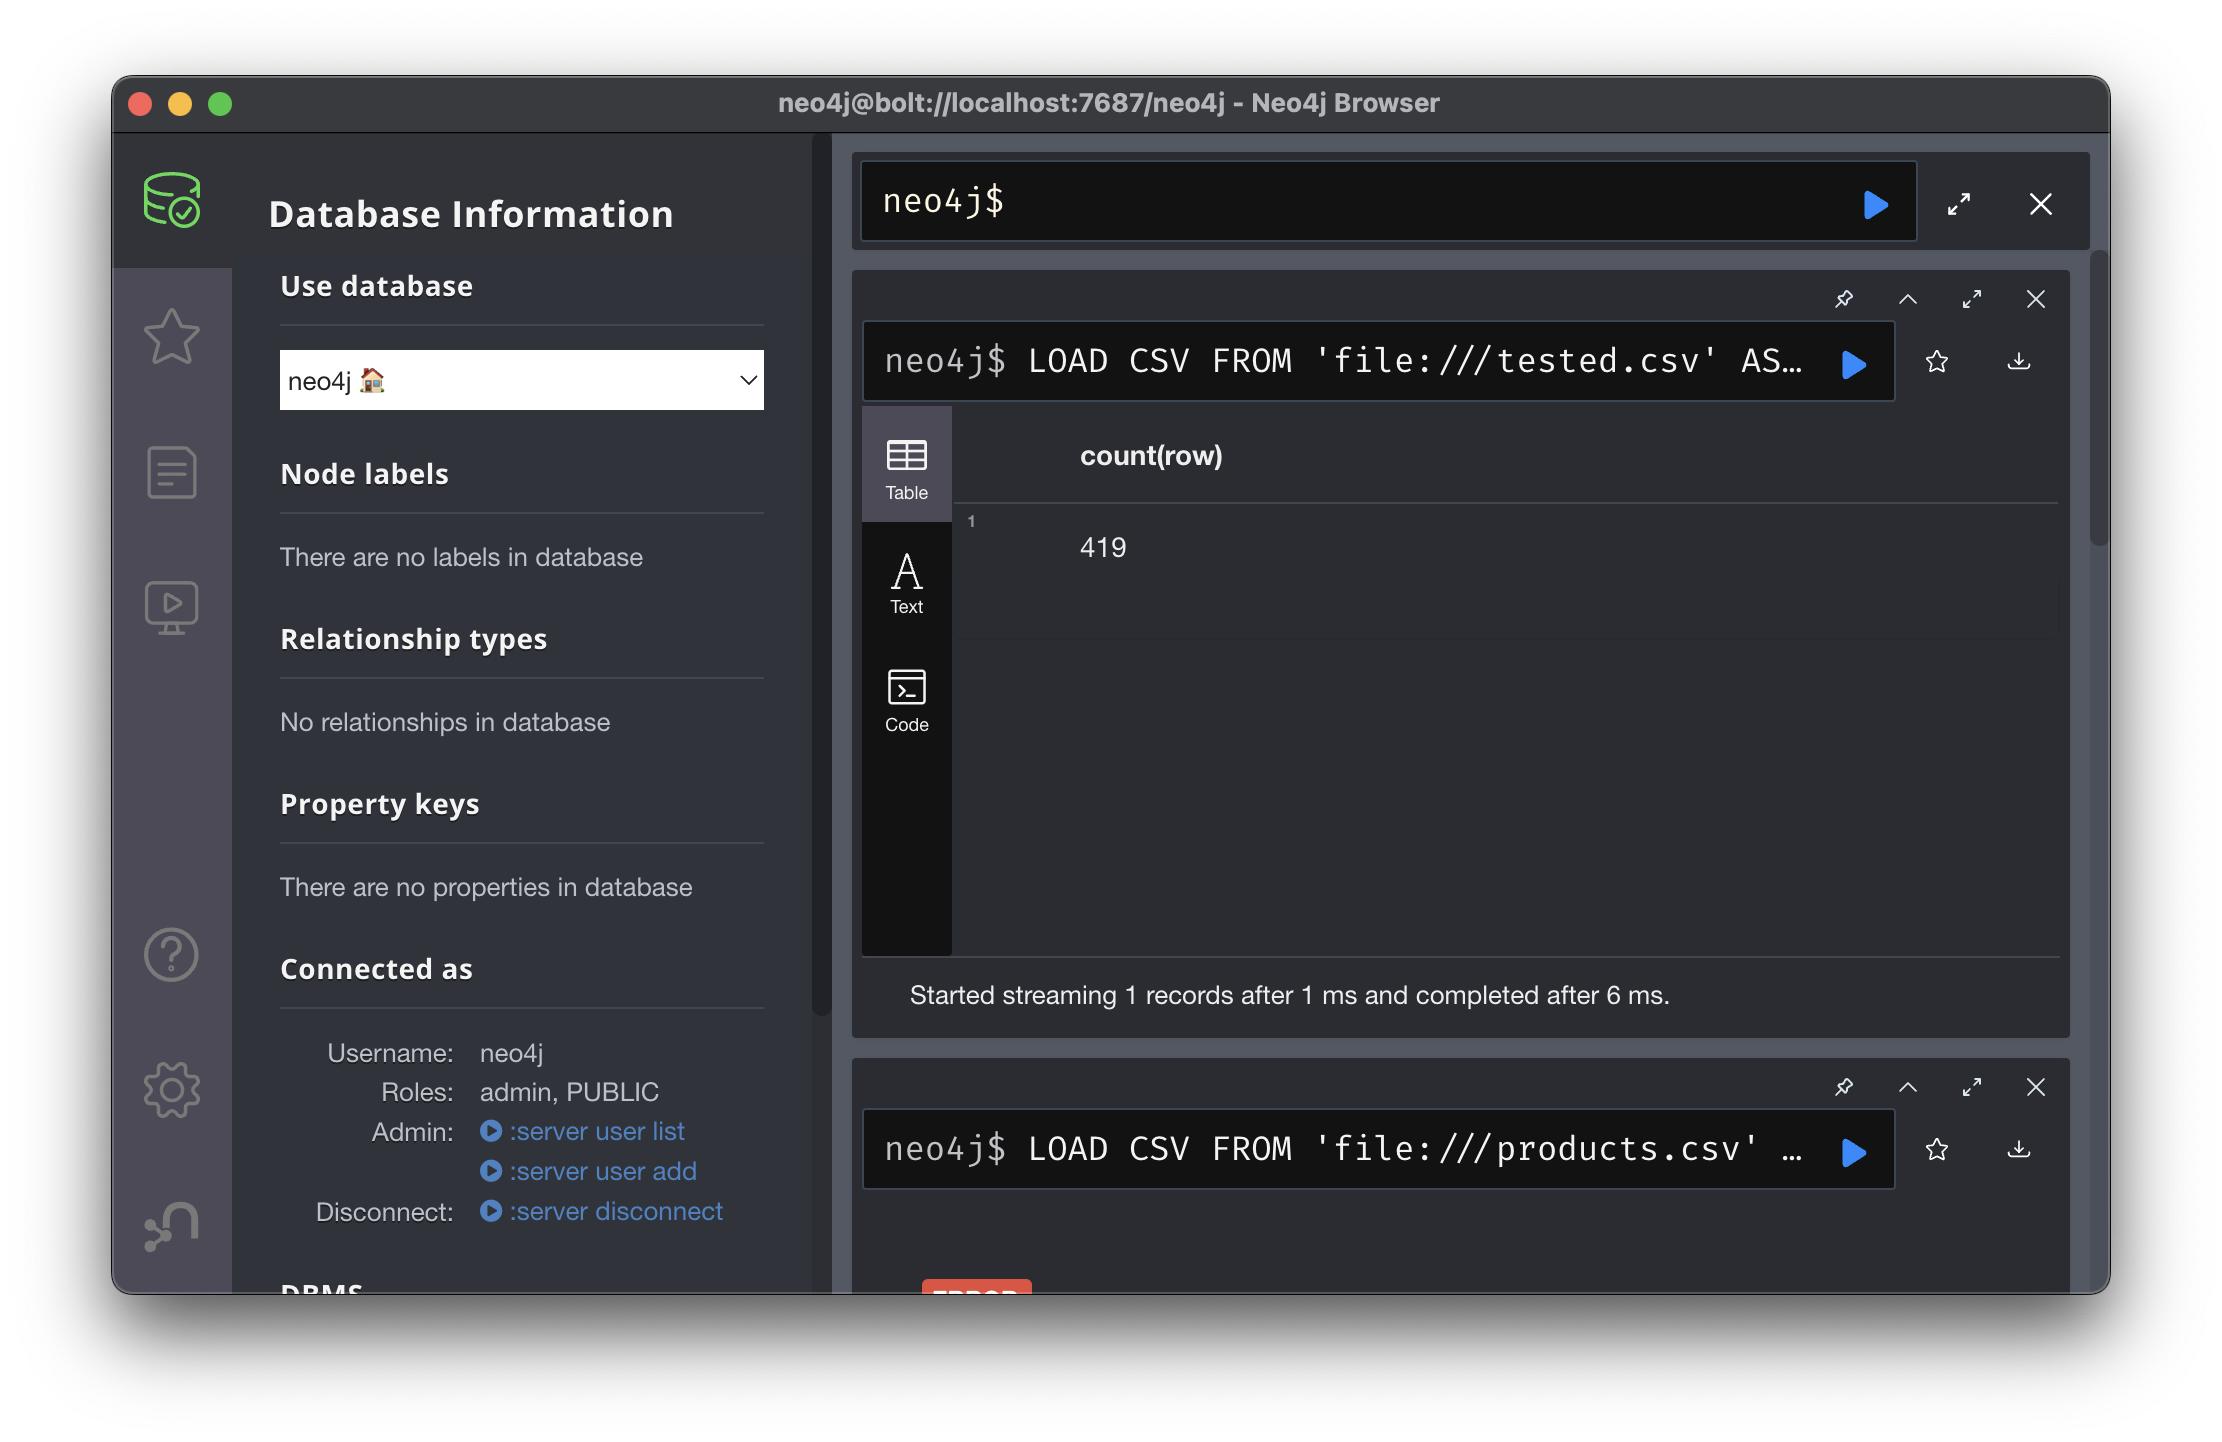 neo4j@bolt://localhost:7687/neo4j - Neo4j Browser
Database Information
Use database
neo4j
Node labels
There are no labels in database
Relationship types
No relationships in database
Property keys
There are no properties in database
Connected as
Username: neo4j
Roles: admin, PUBLIC
Admin: :server user list
:server user add
Disconnect: :server disconnect
DBMS
neo4j$
neo4j$ LOAD CSV FROM 'file:///tested.csv' AS…
Table
Text
Code
count(row)
1
419
Started streaming 1 records after 1 ms and completed after 6 ms.
neo4j$ LOAD CSV FROM 'file:///products.csv' …
ERROR